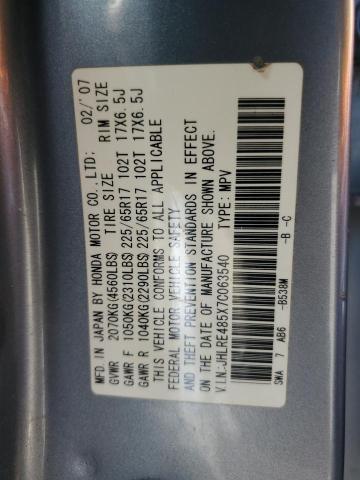 MFD. IN JAPAN BY HONDA MOTOR CO.,LTD: 02/'07
GVWR 2070KG(4560LBS) TIRE SIZE RIM SIZE
GAWR F 1050KG(2310LBS) 225/65R17 102T 17X6.5J
GAWR R 1040KG(2290LBS) 225/65R17 102T 17X6.5J
THIS VEHICLE CONFORMS TO ALL APPLICABLE
FEDERAL MOTOR VEHICLE SAFETY
AND THEFT PREVENTION STANDARDS IN EFFECT
ON THE DATE OF MANUFACTURE SHOWN ABOVE.
V.I.N.:JHLRE485X7C063540 TYPE: MPV
SWA 7 AB6 -B538M -B -C